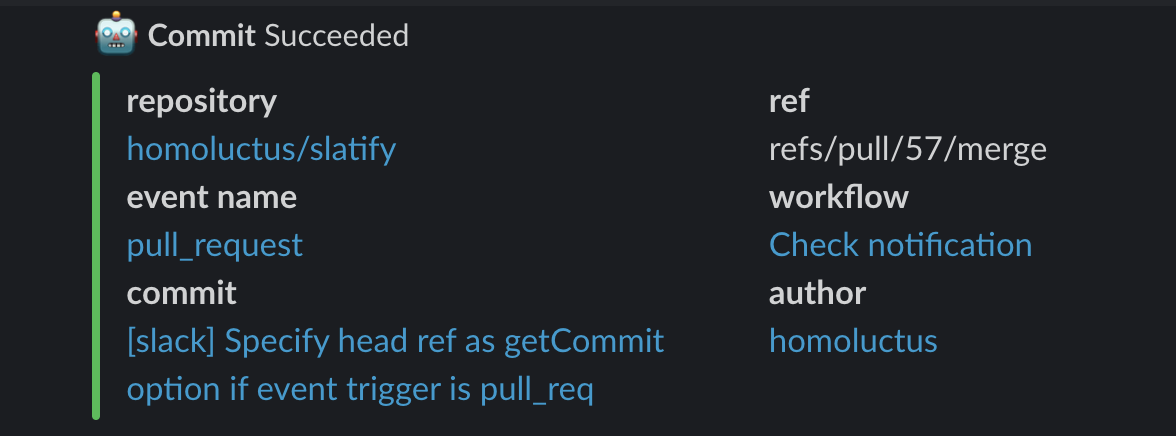 Commit Succeeded
repository
homoluctus/slatify
ref
refs/pull/57/merge
event name
pull_request
workflow
Check notification
commit
[slack] Specify head ref as getCommit
option if event trigger is pull_req
author
homoluctus